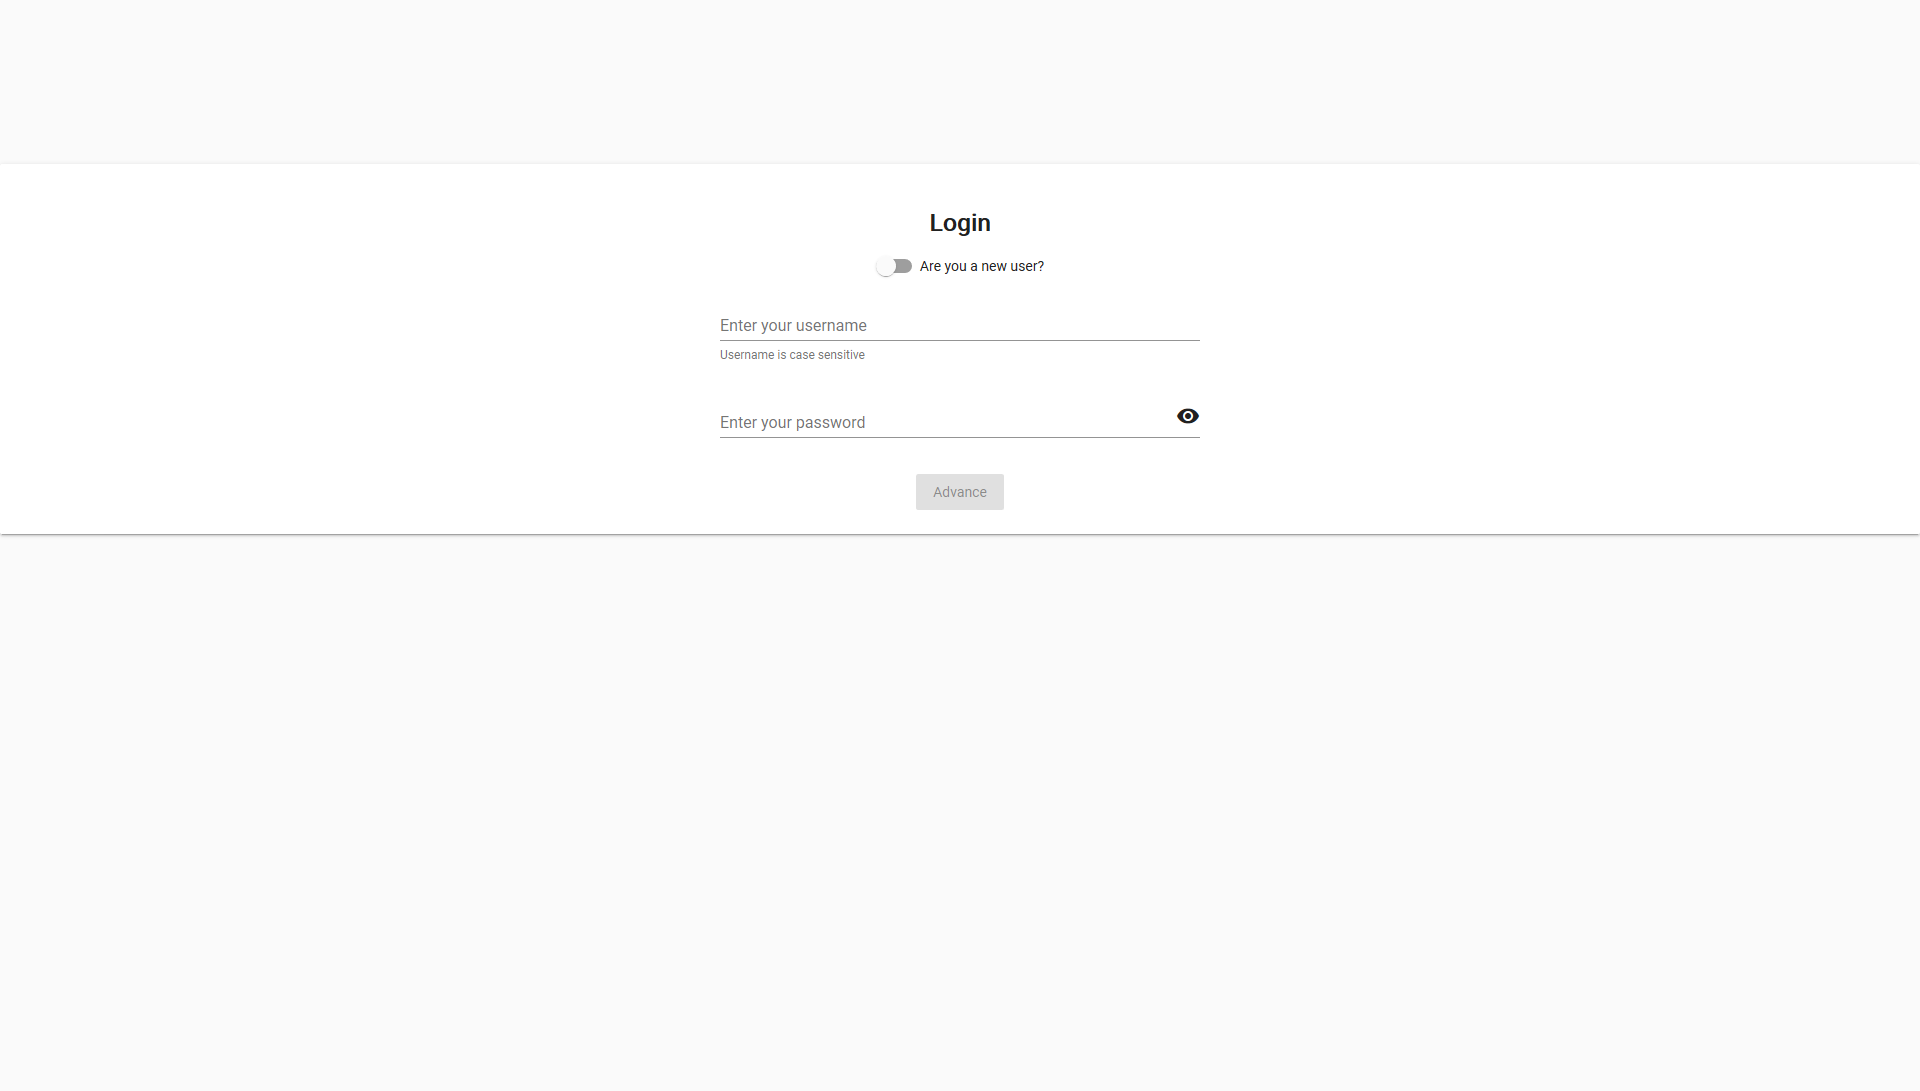 Login
Are you a new user?
Enter your username
Username is case sensitive
Enter your password
Advance